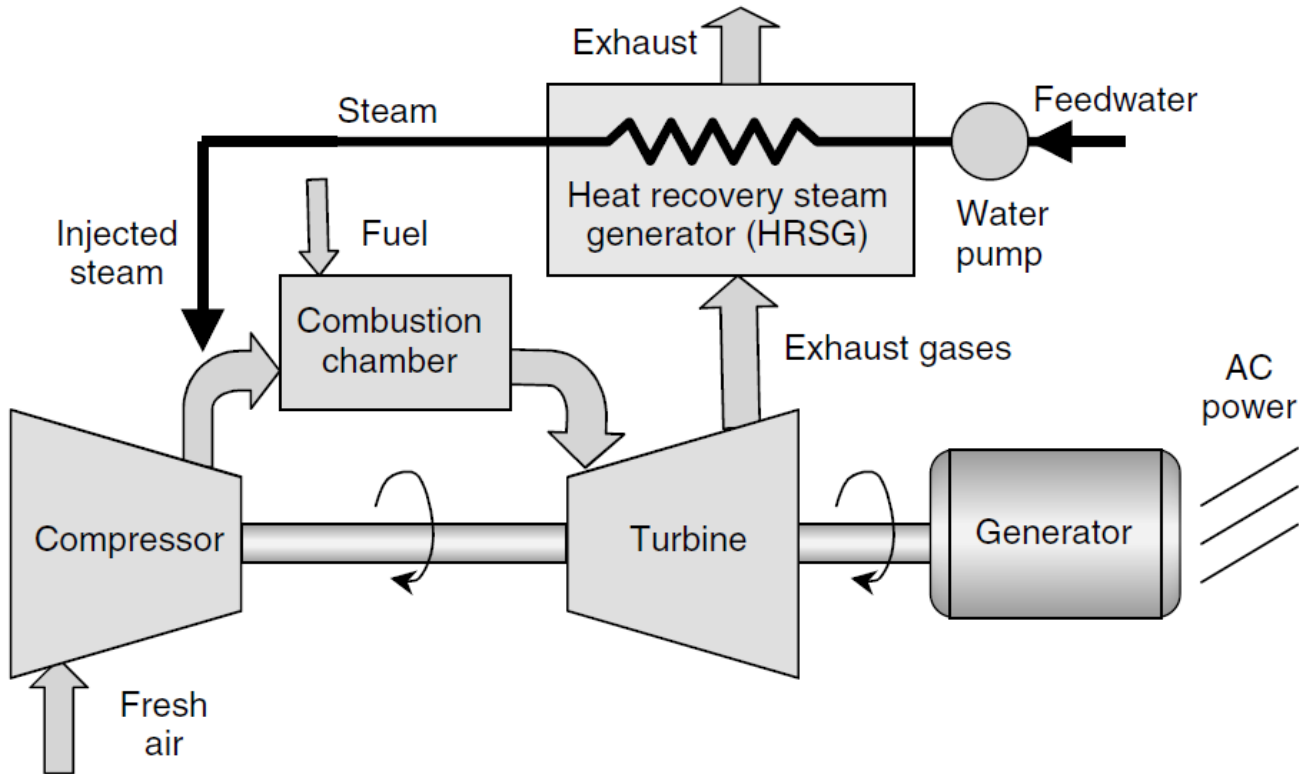 Exhaust
Steam
Feedwater
Heat recovery steam
generator (HRSG)
Water
pump
Injected
steam
Fuel
Combustion
chamber
Exhaust gases
AC
power
Compressor
Turbine
Generator
Fresh
air